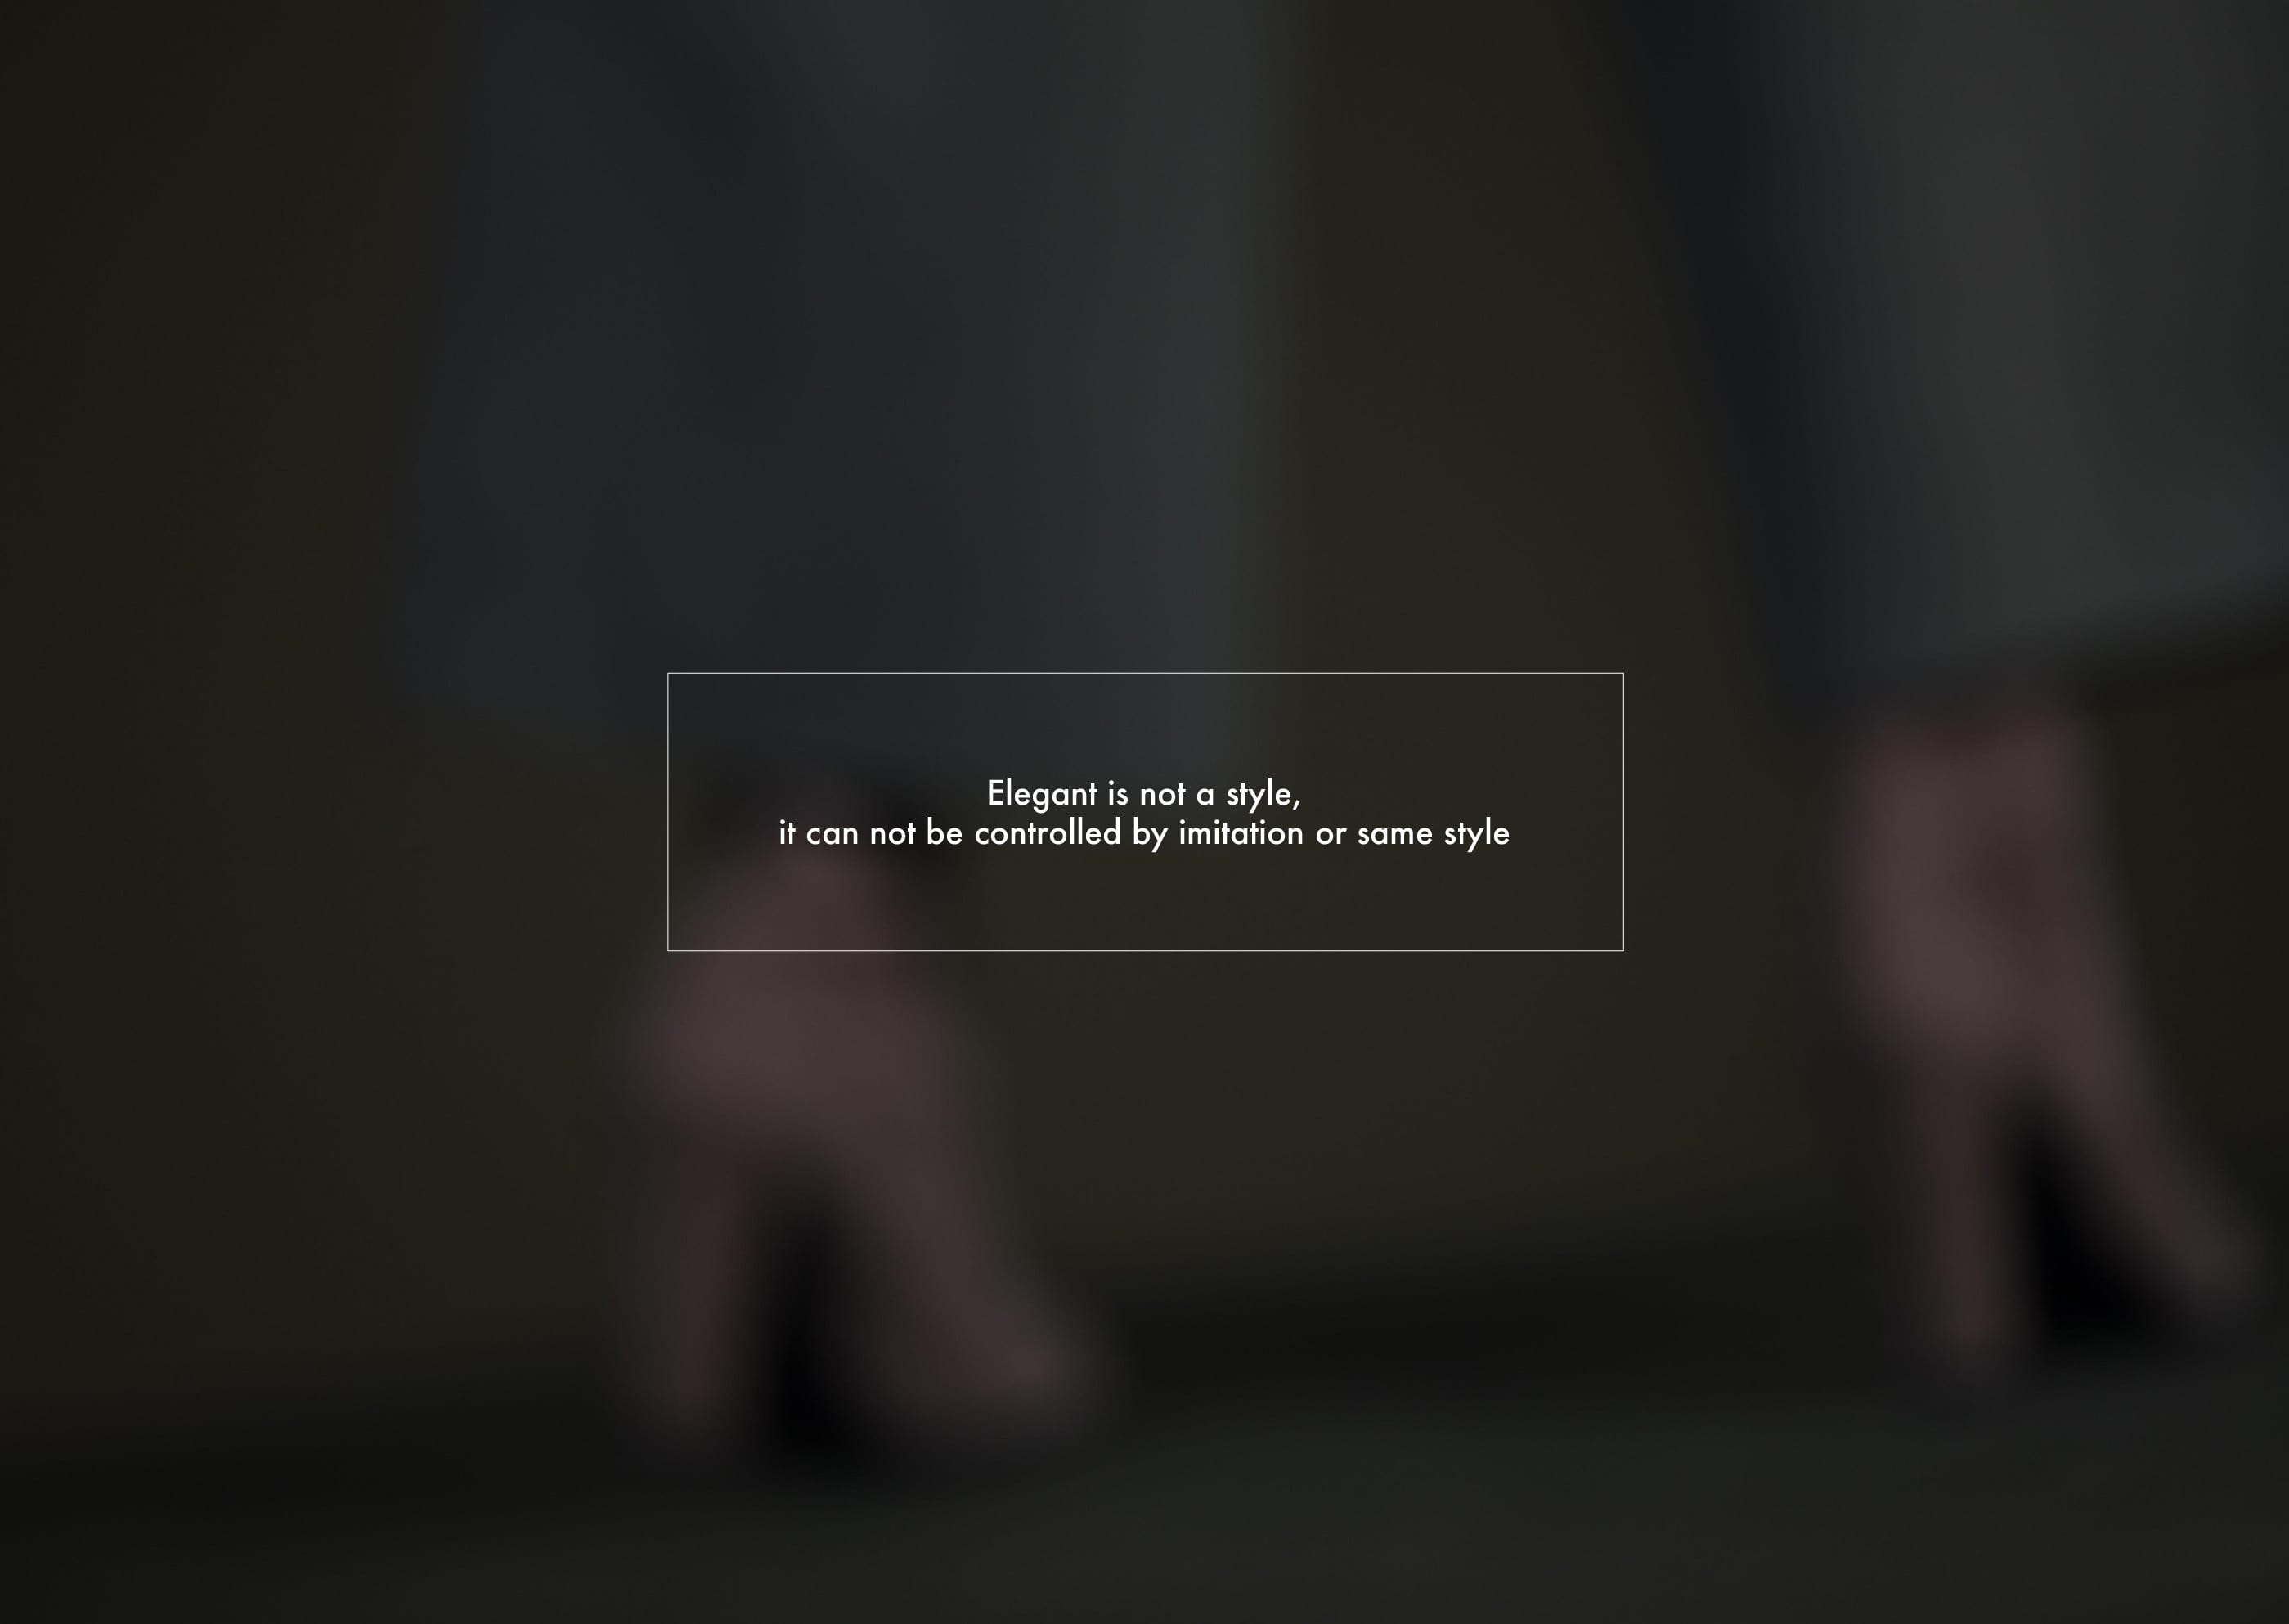 Elegant is not a style,
it can not be controlled by imitation or same style